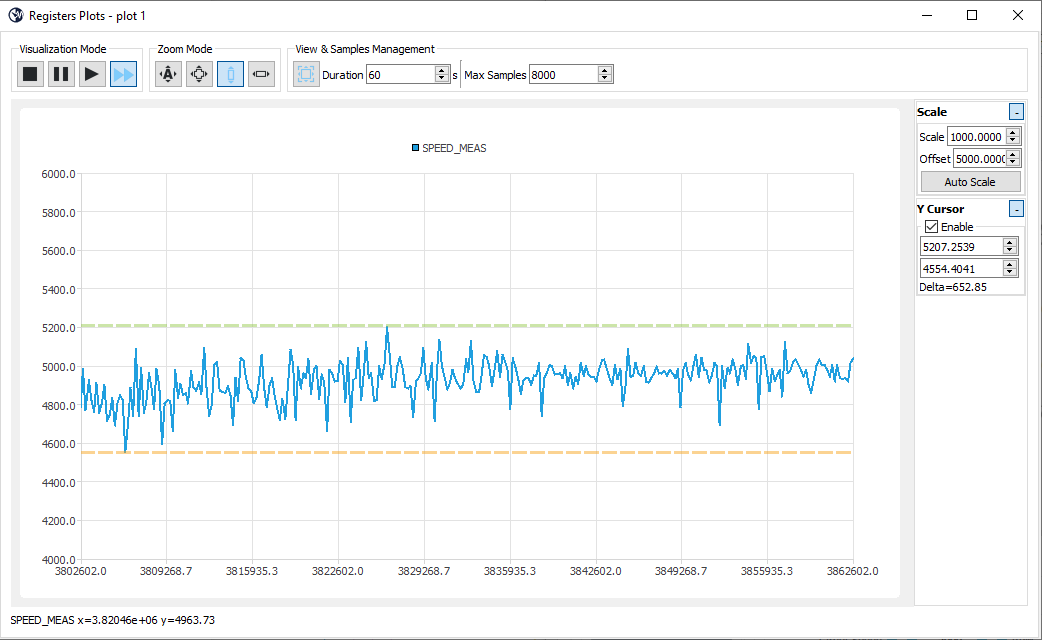 Registers Plots - plot 1
Visualization Mode
Zoom Mode
View & Samples Management
A
Duration 60 s
Max Samples 8000
SPEED_MEAS
6000.0
5800.0
5600.0
5400.0
5200.0
5000.0
4800.0
4600.0
4400.0
4200.0
4000.0
3802602.0 3809268.7 3815935.3 3822602.0 3829268.7 3835935.3 3842602.0 3849268.7 3855935.3 3862602.0
Scale -
Scale 1000.0000
Offset 5000.0000
Auto Scale
Y Cursor -
Enable
5207.2539
4554.4041
Delta=652.85
SPEED_MEAS x=3.82046e+06 y=4963.73